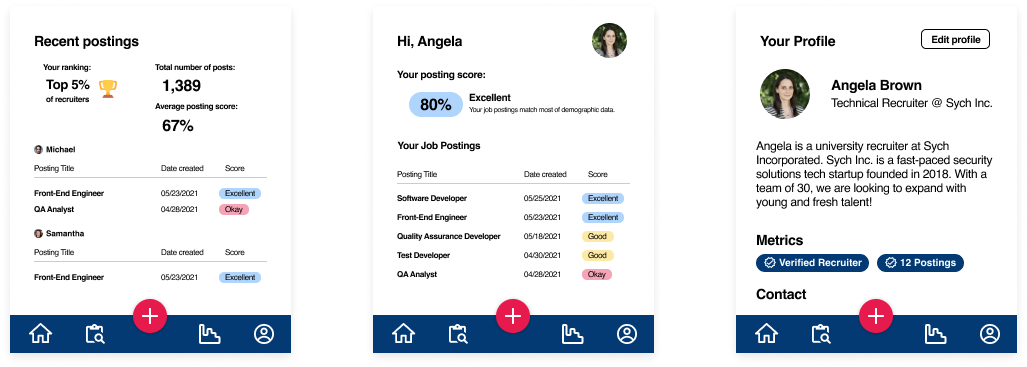 Recent postings
Your ranking:
Top 5%
of recruiters
Total number of posts:
1,389
Average posting score:
67%
Michael
Posting Title Date created Score
Front-End Engineer 05/23/2021 Excellent
QA Analyst 04/28/2021 Okay
Samantha
Posting Title Date created Score
Front-End Engineer 05/23/2021 Excellent
Hi, Angela
Your posting score:
80%
Excellent
Your job postings match most of demographic data.
Your Job Postings
Posting Title Date created Score
Software Developer 05/25/2021 Excellent
Front-End Engineer 05/23/2021 Excellent
Quality Assurance Developer 05/18/2021 Good
Test Developer 04/30/2021 Good
QA Analyst 04/28/2021 Okay
Your Profile
Edit profile
Angela Brown
Technical Recruiter @ Sych Inc.
Angela is a university recruiter at Sych
Incorporated. Sych Inc. is a fast-paced security
solutions tech startup founded in 2018. With a
team of 30, we are looking to expand with
young and fresh talent!
Metrics
Verified Recruiter
12 Postings
Contact